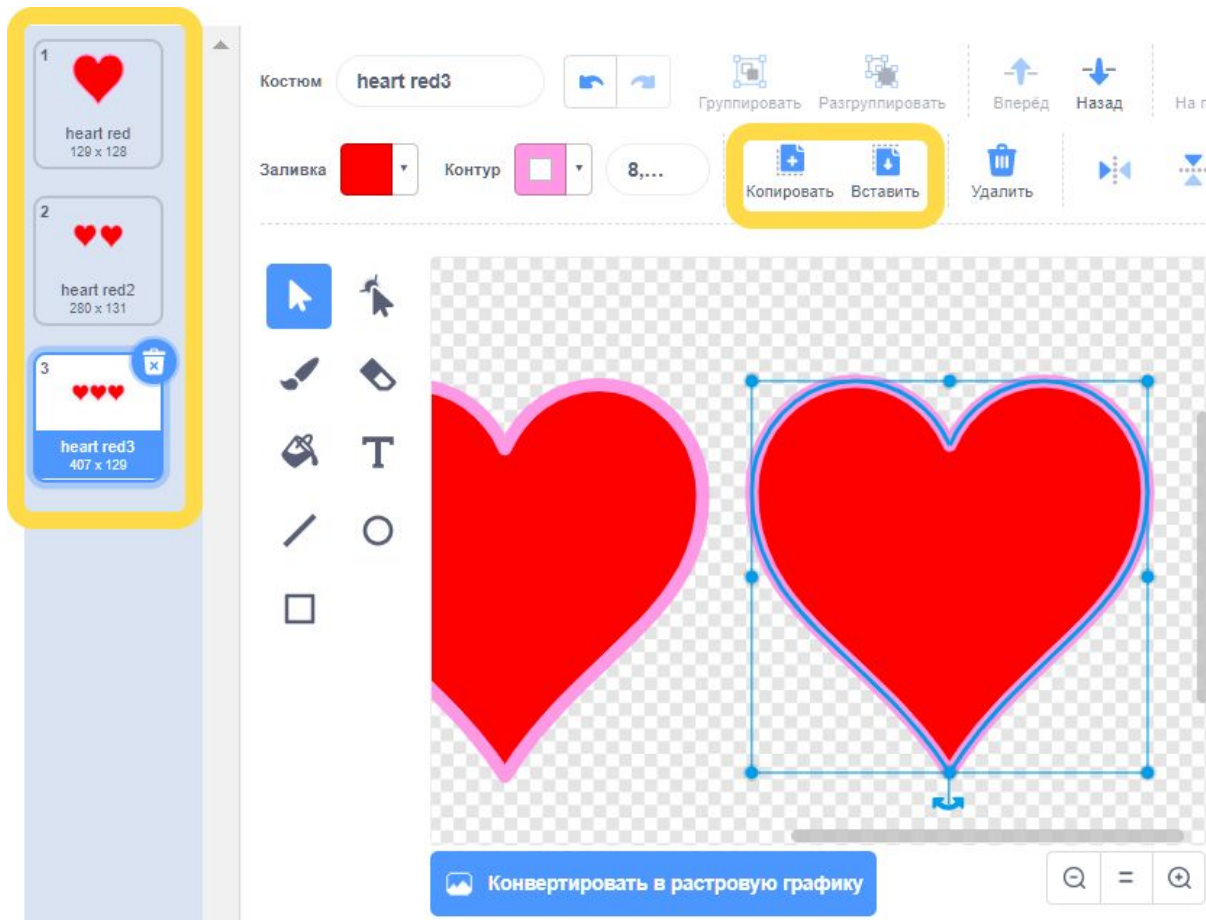 1
heart red
129 x 128
2
heart red2
280 x 131
3
heart red3
407 x 129
Костюм heart red3
Группировать Разгруппировать Вперёд Назад На п
Заливка Контур 8,... Копировать Вставить Удалить
T
Конвертировать в растровую графику
=